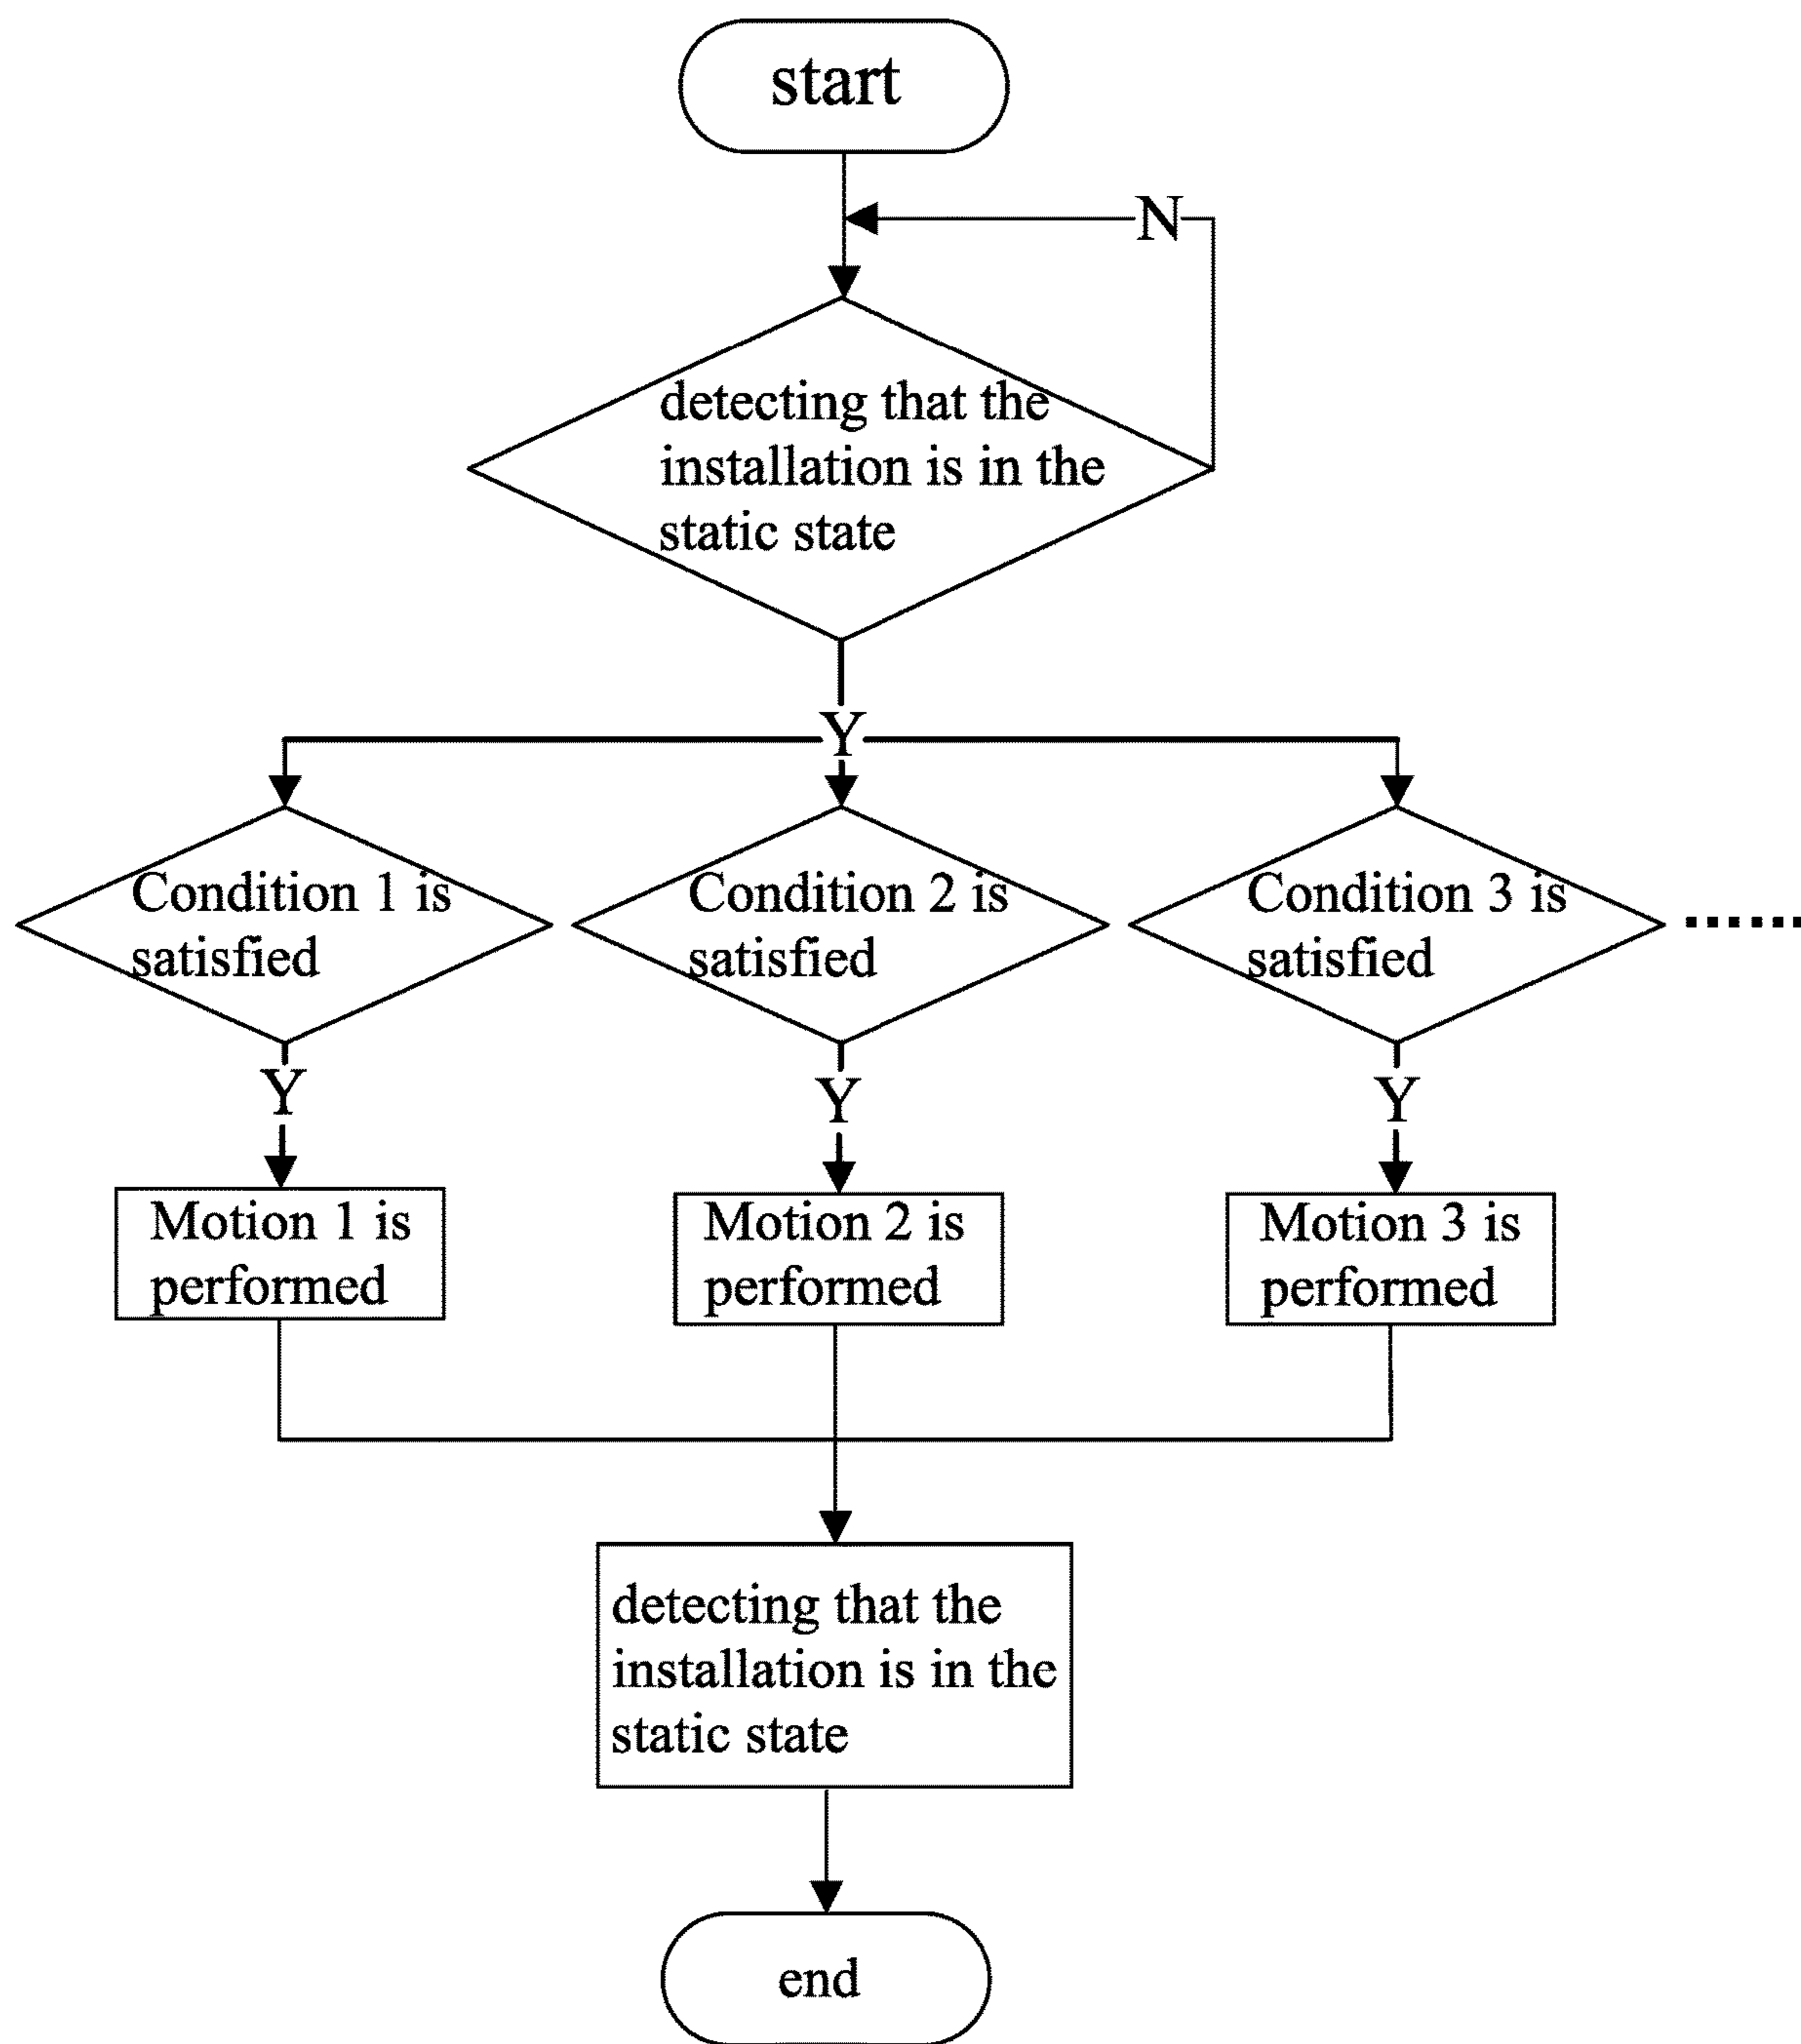 start
N
detecting that the
installation is in the
static state
Y
Condition 1 is
satisfied
Condition 2 is
satisfied
Condition 3 is
satisfied
Y
Y
Y
Motion 1 is
performed
Motion 2 is
performed
Motion 3 is
performed
detecting that the
installation is in the
static state
end